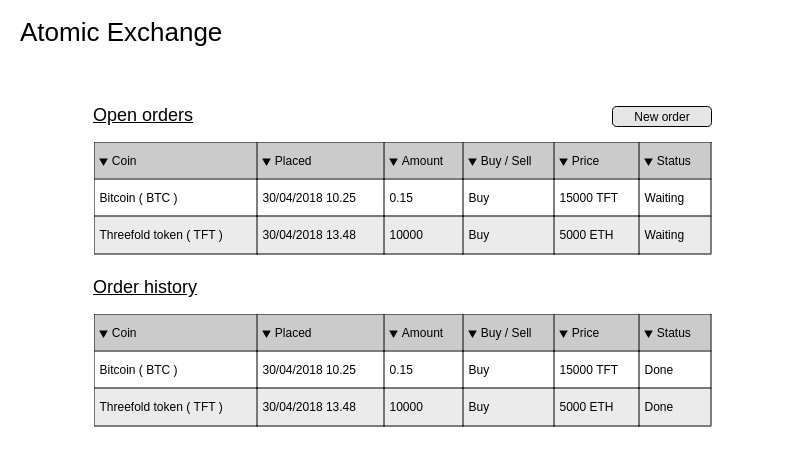 Atomic Exchange
Open orders
New order
▼ Coin ▼ Placed ▼ Amount ▼ Buy / Sell ▼ Price ▼ Status
Bitcoin ( BTC ) 30/04/2018 10.25 0.15 Buy 15000 TFT Waiting
Threefold token ( TFT ) 30/04/2018 13.48 10000 Buy 5000 ETH Waiting
Order history
▼ Coin ▼ Placed ▼ Amount ▼ Buy / Sell ▼ Price ▼ Status
Bitcoin ( BTC ) 30/04/2018 10.25 0.15 Buy 15000 TFT Done
Threefold token ( TFT ) 30/04/2018 13.48 10000 Buy 5000 ETH Done